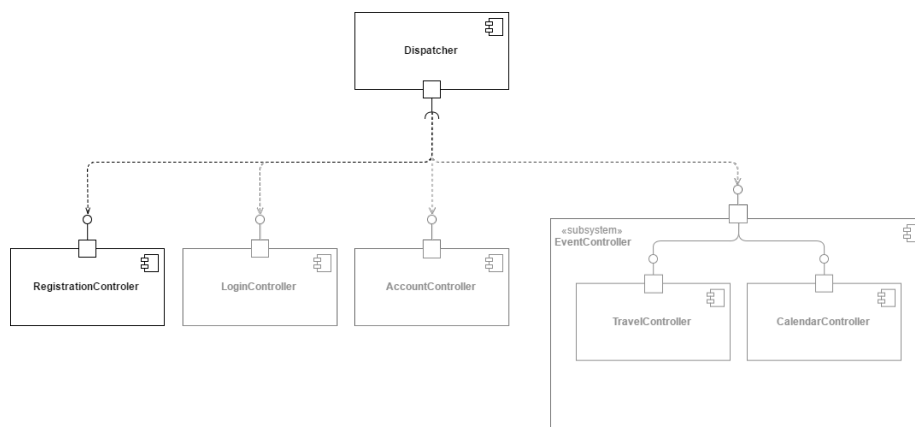 Dispatcher
«subsystem»
EventController
RegistrationControler
LoginController
AccountController
TravelController
CalendarController